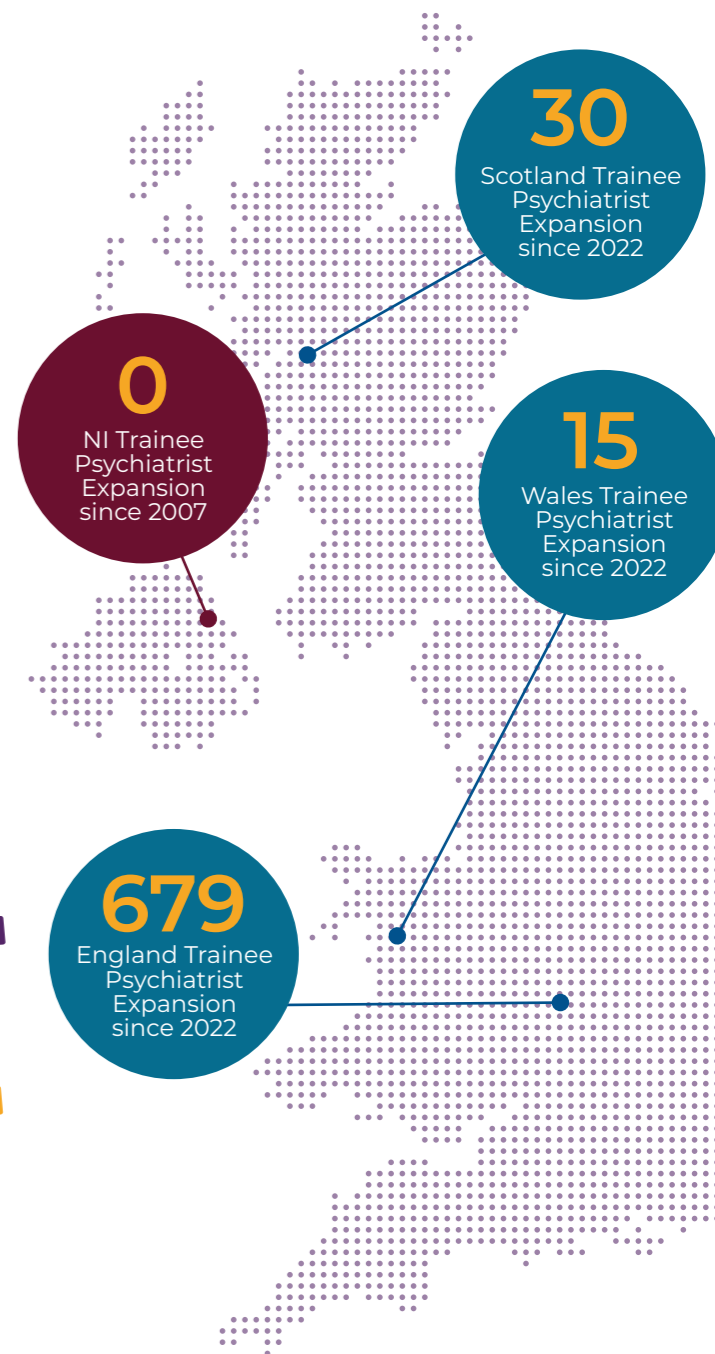 30
Scotland Trainee
Psychiatrist
Expansion
since 2022
0
NI Trainee
Psychiatrist
Expansion
since 2007
15
Wales Trainee
Psychiatrist
Expansion
since 2022
679
England Trainee
Psychiatrist
Expansion
since 2022